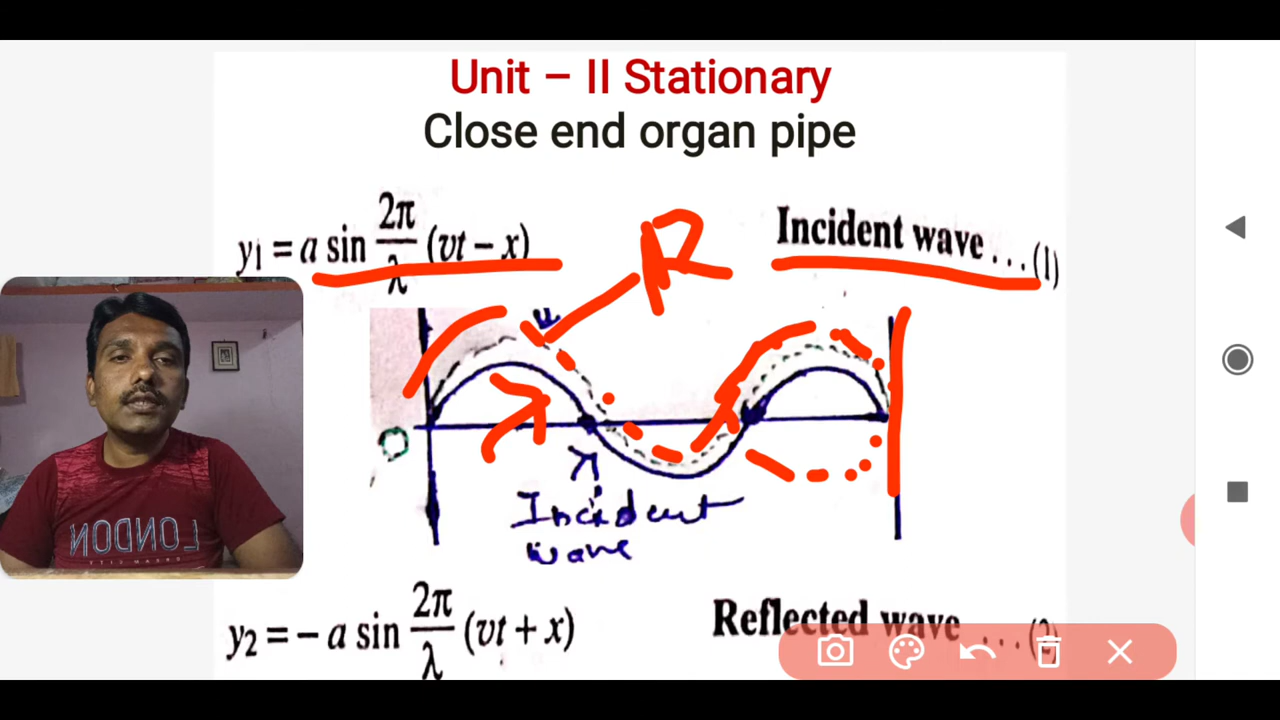 Unit – II Stationary
Close end organ pipe
y₁ = a sin 2π/λ (vt – x) Incident wave ... (1)
R
λ
O
λ
Incident
wave
y₂ = – a sin 2π/λ (vt + x) Reflected wave ... (2)
LONDON